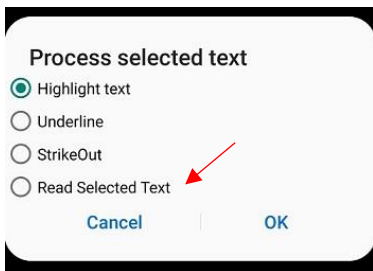 Process selected text
Highlight text
Underline
StrikeOut
Read Selected Text
Cancel OK